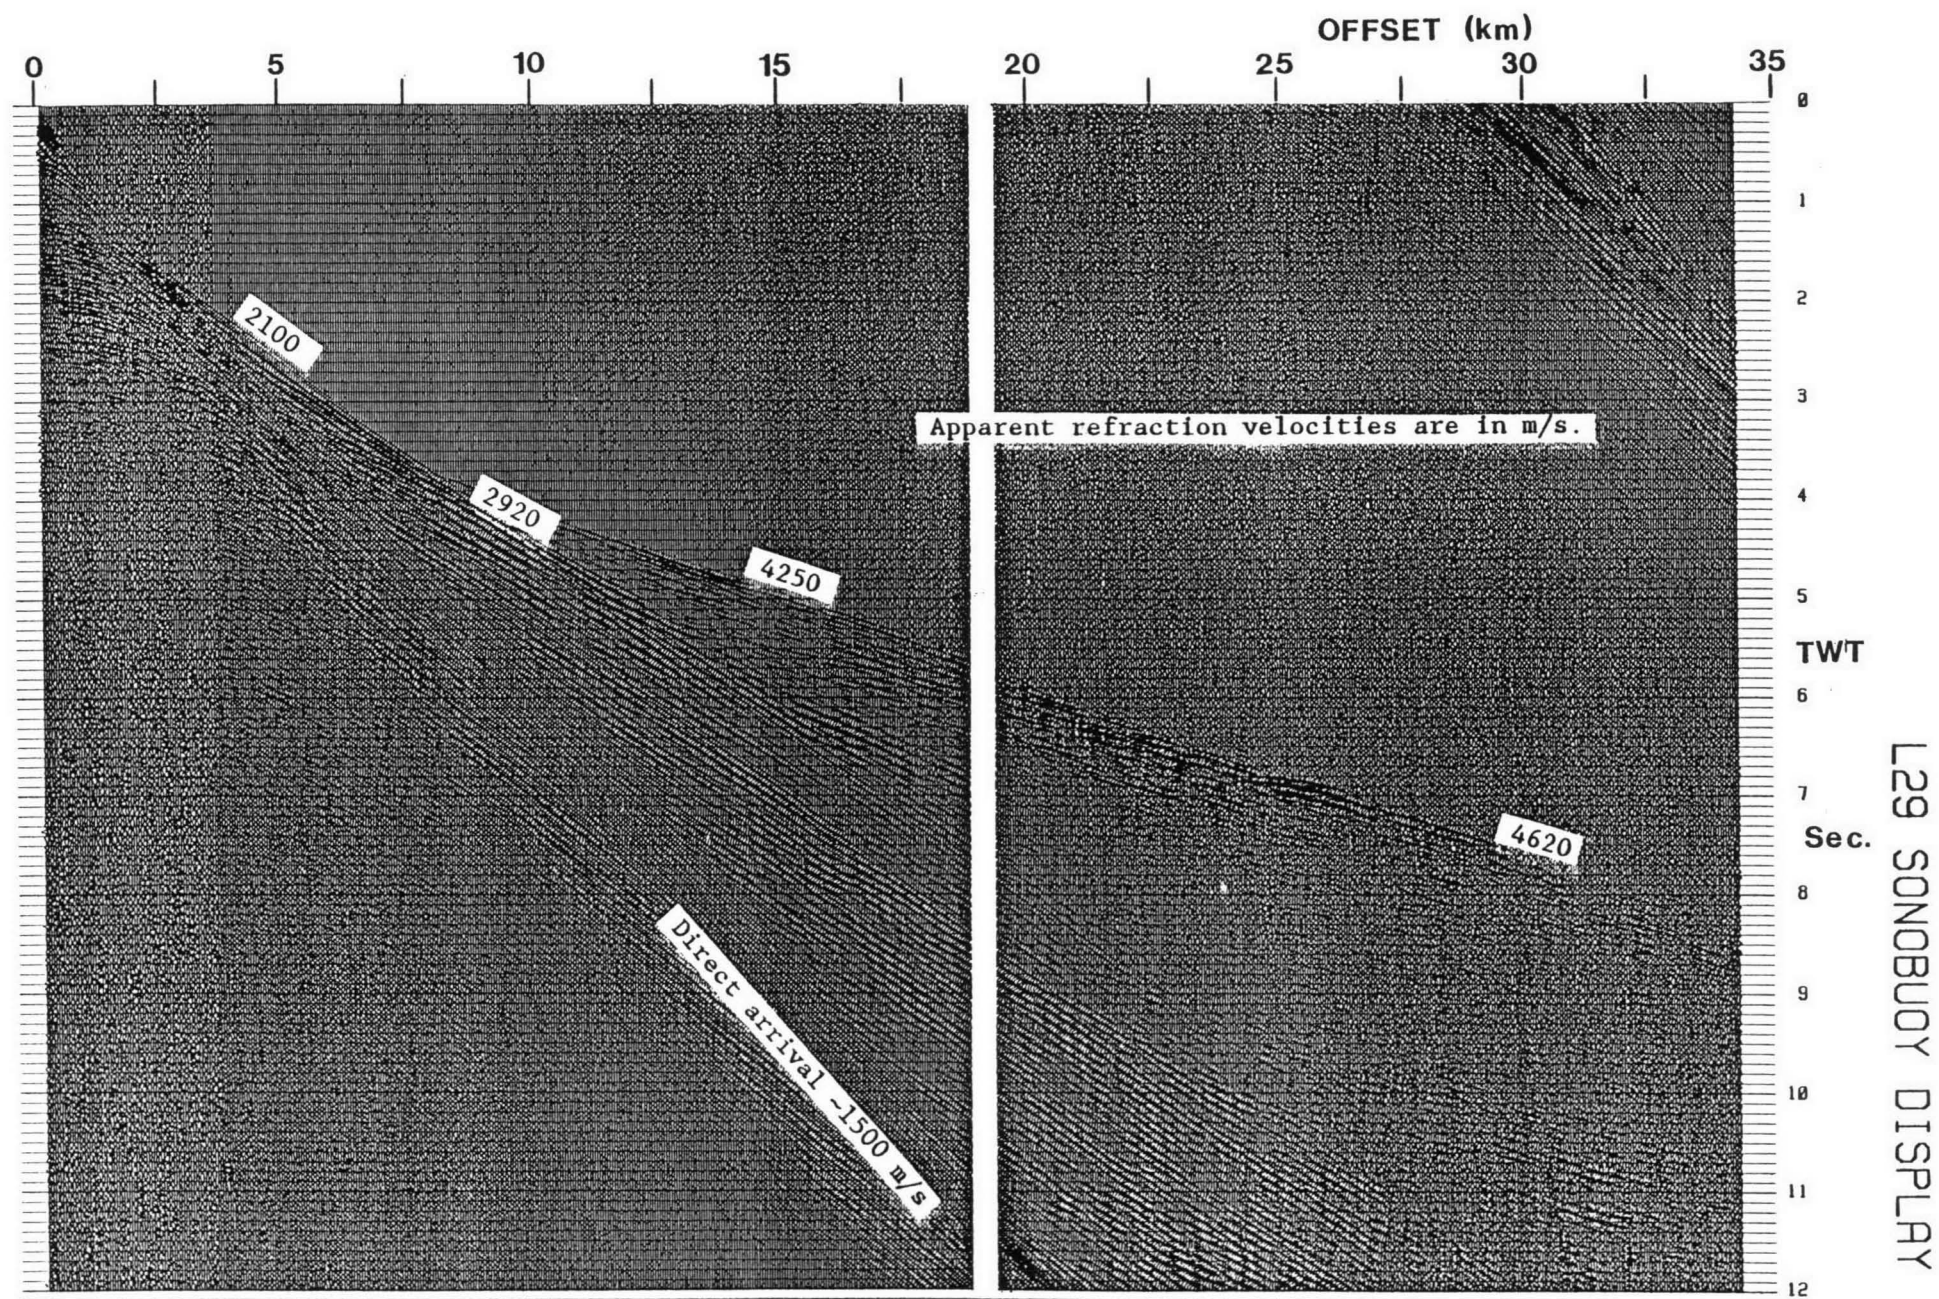 OFFSET (km)
0 5 10 15 20 25 30 35
0
1
2
2100
3
Apparent refraction velocities are in m/s.
4
2920
4250
5
TWT
6
7
Sec.
4620
8
9
Direct arrival ~1500 m/s
10
11
12
L29 SONOBUOY DISPLAY